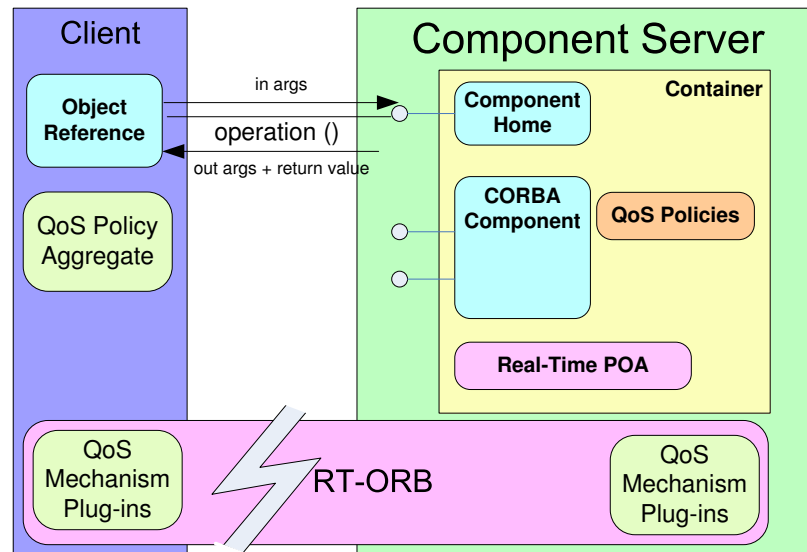 Client
Component Server
Object
Reference
in args
operation ()
out args + return value
Container
Component
Home
QoS Policy
Aggregate
CORBA
Component
QoS Policies
Real-Time POA
QoS
Mechanism
Plug-ins
RT-ORB
QoS
Mechanism
Plug-ins